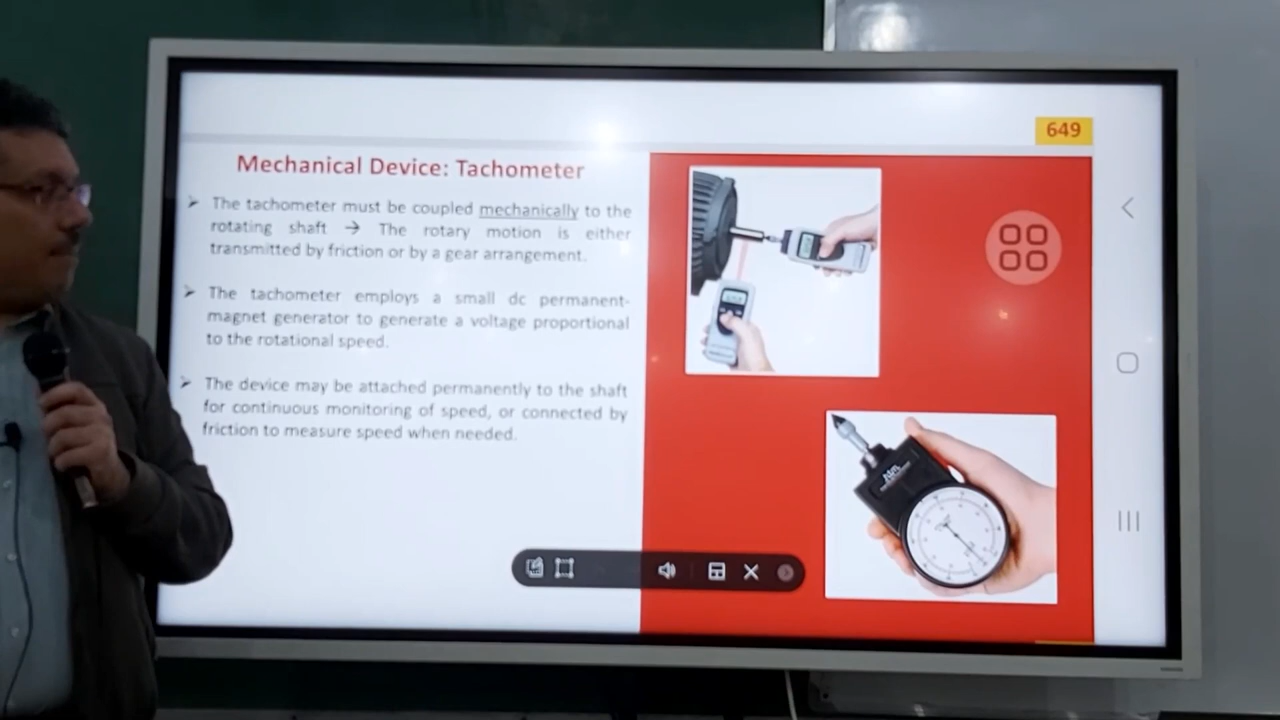 649
Mechanical Device: Tachometer
➢ The tachometer must be coupled mechanically to the
rotating shaft → The rotary motion is either
transmitted by friction or by a gear arrangement.
➢ The tachometer employs a small dc permanent-
magnet generator to generate a voltage proportional
to the rotational speed.
➢ The device may be attached permanently to the shaft
for continuous monitoring of speed, or connected by
friction to measure speed when needed.